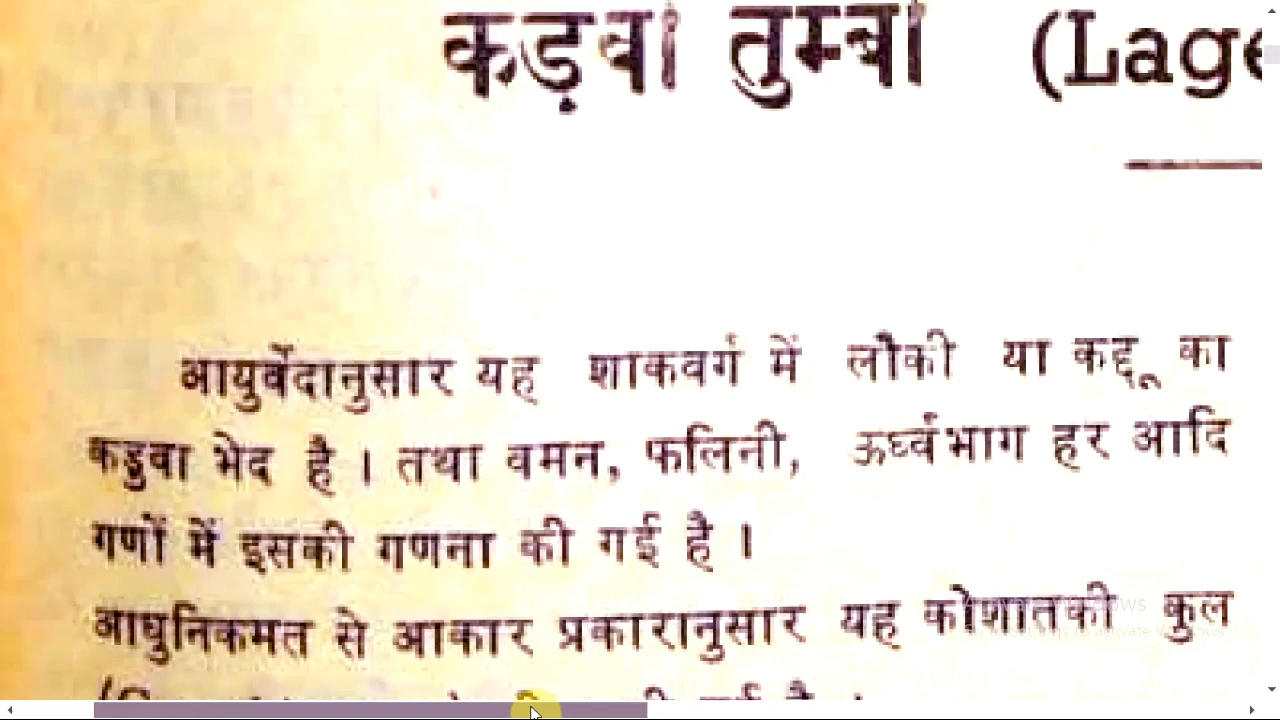 कड़वा तुम्बा (Lage
आयुर्वेदानुसार यह शाकवर्ग में लौकी या कद्दू का
कडुवा भेद है । तथा वमन, फलिनी, ऊर्ध्वभाग हर आदि
गणों में इसकी गणना की गई है ।
आधुनिकमत से आकार प्रकारानुसार यह कोशातकी कुल